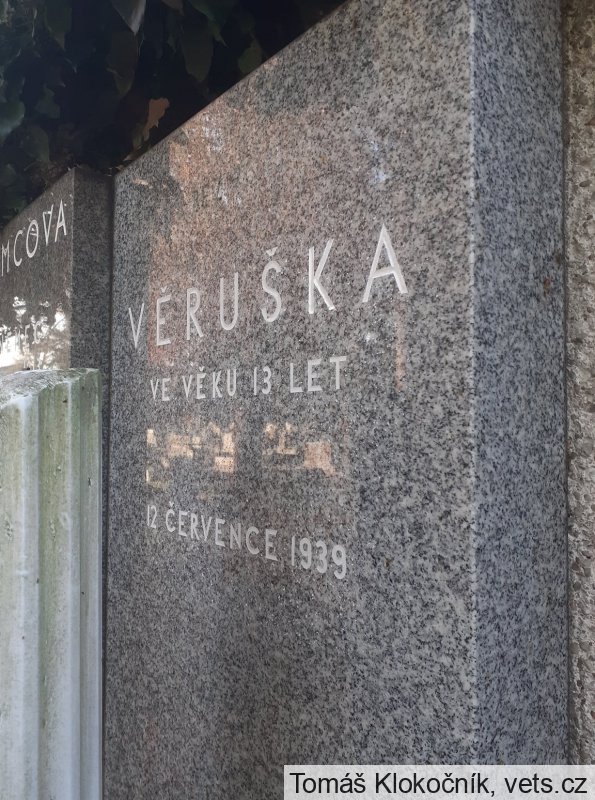 MCOVÁ
VĚRUŠKA
VE VĚKU 13 LET
12 ČERVENCE 1939
Tomáš Klokočník, vets.cz